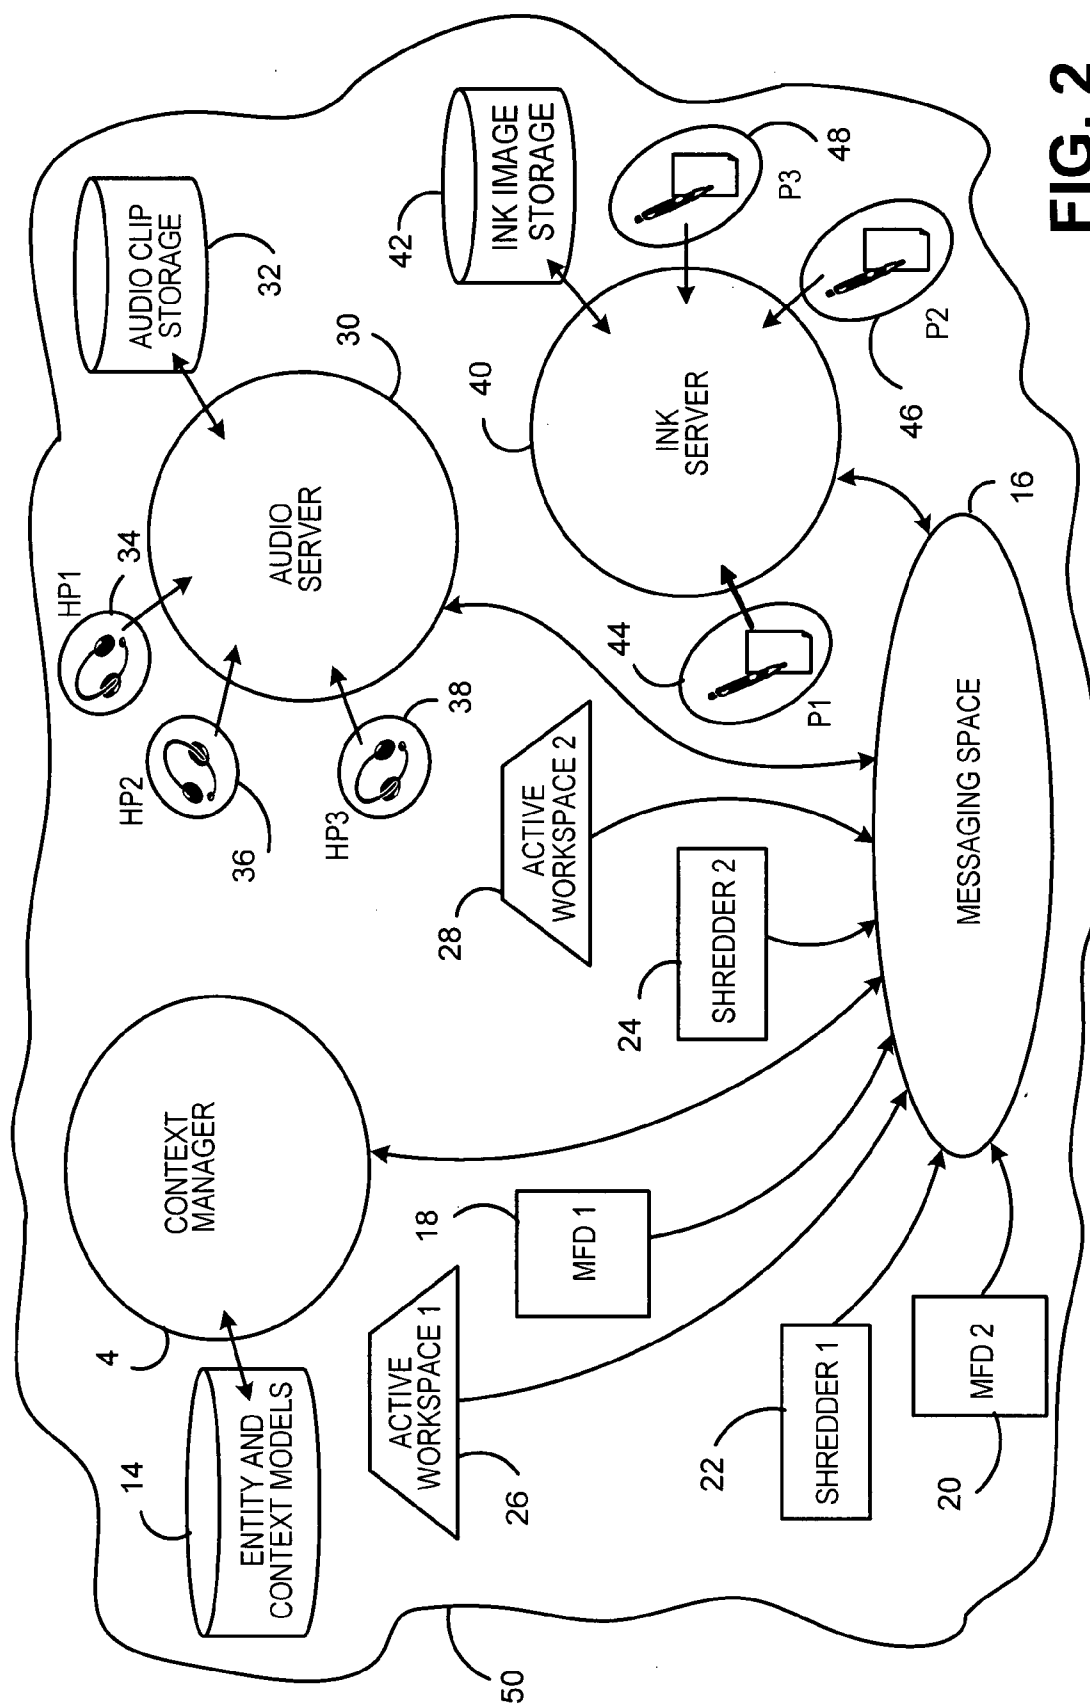 50
14
ENTITY AND
CONTEXT MODELS
4
CONTEXT
MANAGER
HP1
34
HP2
36
HP3
38
AUDIO
SERVER
30
AUDIO CLIP
STORAGE
32
26
ACTIVE
WORKSPACE 1
18
MFD 1
28
ACTIVE
WORKSPACE 2
24
SHREDDER 2
40
INK
SERVER
42
INK IMAGE
STORAGE
44
P1
P3
48
P2
46
22
SHREDDER 1
20
MFD 2
MESSAGING SPACE
16
FIG. 2